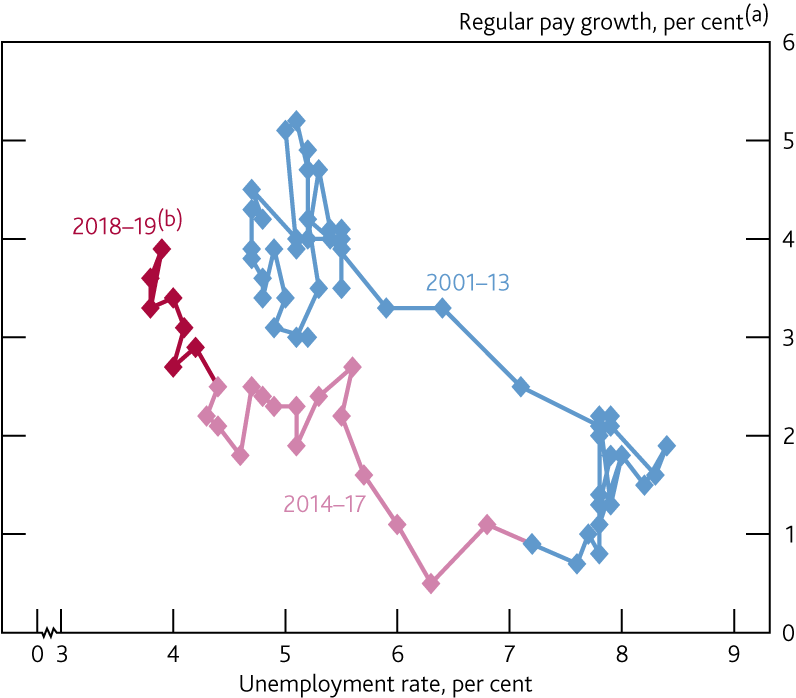 Regular pay growth, per cent(a)
6
5
2018–19(b)
4
2001–13
3
2
2014–17
1
0
0 3 4 5 6 7 8 9
Unemployment rate, per cent